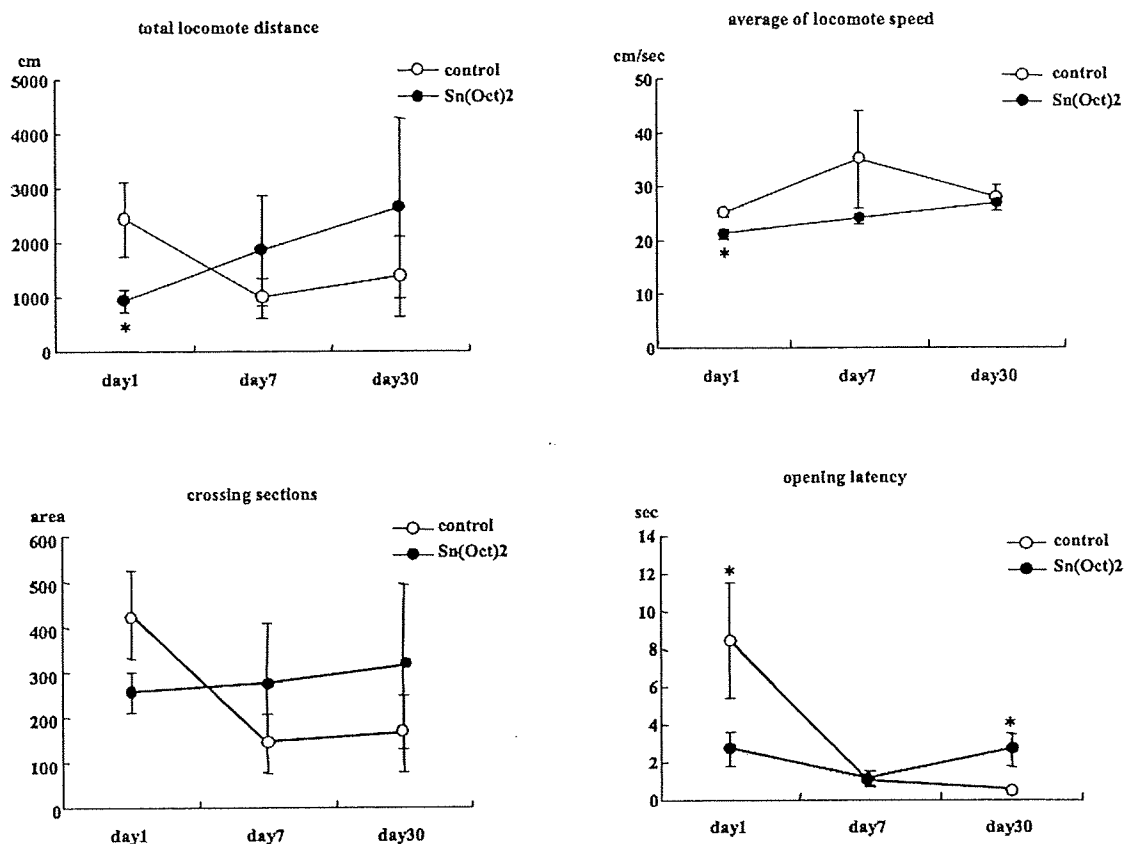 total locomote distance
cm
control
Sn(Oct)2
5000
4000
3000
2000
1000
0
*
day1 day7 day30
average of locomote speed
cm/sec
control
Sn(Oct)2
50
40
30
20
10
0
*
day1 day7 day30
crossing sections
area
control
Sn(Oct)2
600
500
400
300
200
100
0
day1 day7 day30
opening latency
sec
control
Sn(Oct)2
14
12
10
8
6
4
2
0
*
*
day1 day7 day30